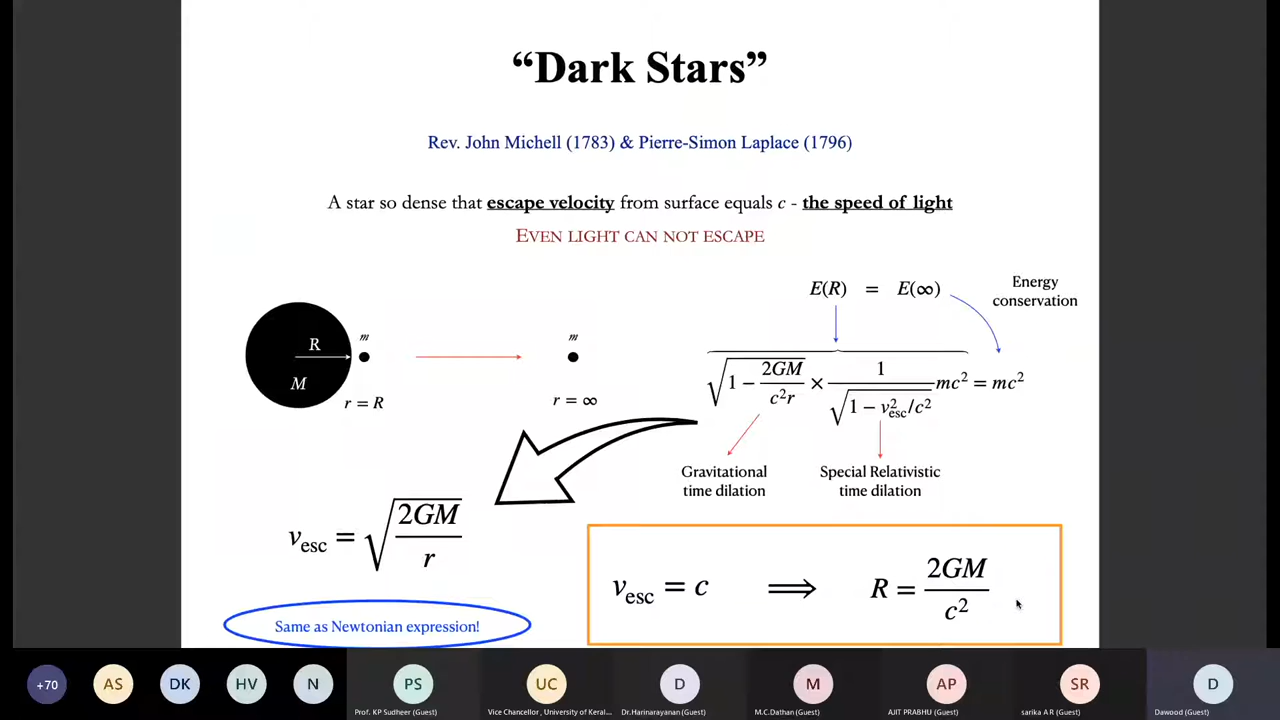 “Dark Stars”
Rev. John Michell (1783) & Pierre-Simon Laplace (1796)
A star so dense that escape velocity from surface equals c - the speed of light
EVEN LIGHT CAN NOT ESCAPE
E(R) = E(∞)
Energy
conservation
R
M
m
r = R
m
r = ∞
√(1 − 2GM/c²r) × 1/√(1 − v²esc/c²) mc² = mc²
Gravitational
time dilation
Special Relativistic
time dilation
vesc = √(2GM/r)
Same as Newtonian expression!
vesc = c ⟹ R = 2GM/c²
+70
AS
DK
HV
N
PS
UC
D
M
AP
SR
D
Prof. KP Sudheer (Guest)
Vice Chancellor , University of Keral...
Dr.Harinarayanan (Guest)
M.C.Dathan (Guest)
AJIT PRABHU (Guest)
sarika A R (Guest)
Dawood (Guest)